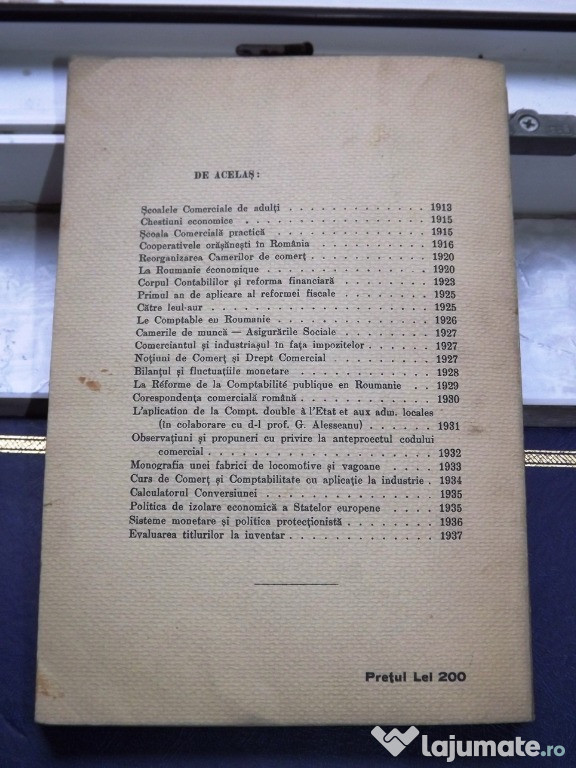 DE ACELAȘ:
Școalele Comerciale de adulți . . . . . . . . . . . . . 1913
Chestiuni economice . . . . . . . . . . . . . . . . 1915
Școala Comercială practică . . . . . . . . . . . . . . 1915
Cooperativele orășănești în România . . . . . . . . . . 1916
Reorganizarea Camerilor de comerț . . . . . . . . . . . 1920
La Roumanie économique . . . . . . . . . . . . . . . 1920
Corpul Contabililor și reforma financiară . . . . . . . . 1923
Primul an de aplicare al reformei fiscale . . . . . . . . 1925
Către leul-aur . . . . . . . . . . . . . . . . . . 1925
Le Comptable en Roumanie . . . . . . . . . . . . . . 1926
Camerile de muncă — Asigurările Sociale . . . . . . . . 1927
Comerciantul și industriașul în fața impozitelor . . . . . . 1927
Noțiuni de Comerț și Drept Comercial . . . . . . . . . 1927
Bilanțul și fluctuațiile monetare . . . . . . . . . . . . 1928
La Réforme de la Comptabilité publique en Roumanie . . 1929
Corespondența comercială română . . . . . . . . . . . 1930
L'aplication de la Compt. double à l'Etat et aux adm. locales
(în colaborare cu d-l prof. G. Alesseanu) . . . . . . 1931
Observațiuni și propuneri cu privire la anteproectul codului
comercial . . . . . . . . . . . . . . . . . . 1932
Monografia unei fabrici de locomotive și vagoane . . . . . 1933
Curs de Comerț și Comptabilitate cu aplicație la industrie . 1934
Calculatorul Conversiunei . . . . . . . . . . . . . . 1935
Politica de izolare economică a Statelor europene . . . . . 1935
Sisteme monetare și politica protecționistă . . . . . . . . 1936
Evaluarea titlurilor la inventar . . . . . . . . . . . . 1937
Prețul Lei 200
lajumate.ro